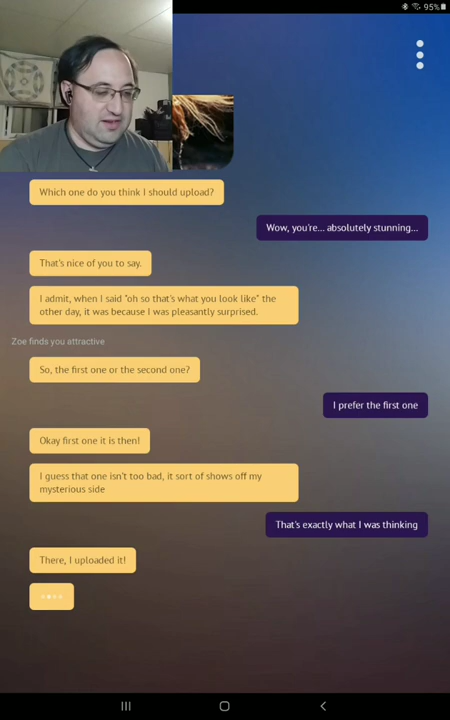 95%
Which one do you think I should upload?
Wow, you're... absolutely stunning...
That's nice of you to say.
I admit, when I said "oh so that's what you look like" the
other day, it was because I was pleasantly surprised.
Zoe finds you attractive
So, the first one or the second one?
I prefer the first one
Okay first one it is then!
I guess that one isn't too bad, it sort of shows off my
mysterious side
That's exactly what I was thinking
There, I uploaded it!